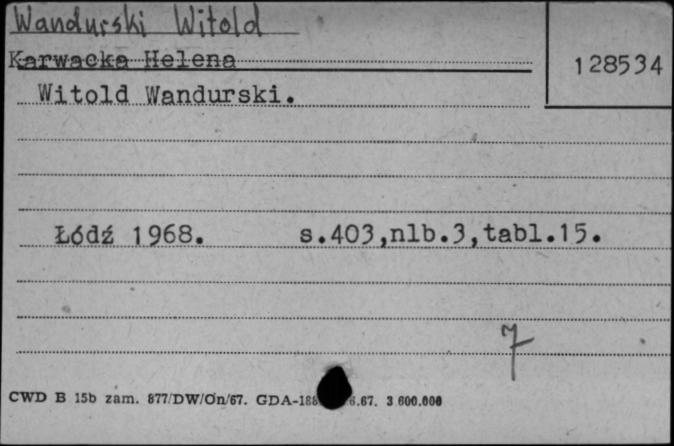 Wandurski Witold
Karwacka Helena
128534
Witold Wandurski.
Łódź 1968. s.403,nlb.3,tabl.15.
7
CWD B 15b zam. 877/DW/On/67. GDA-188 6.67. 3 600.000